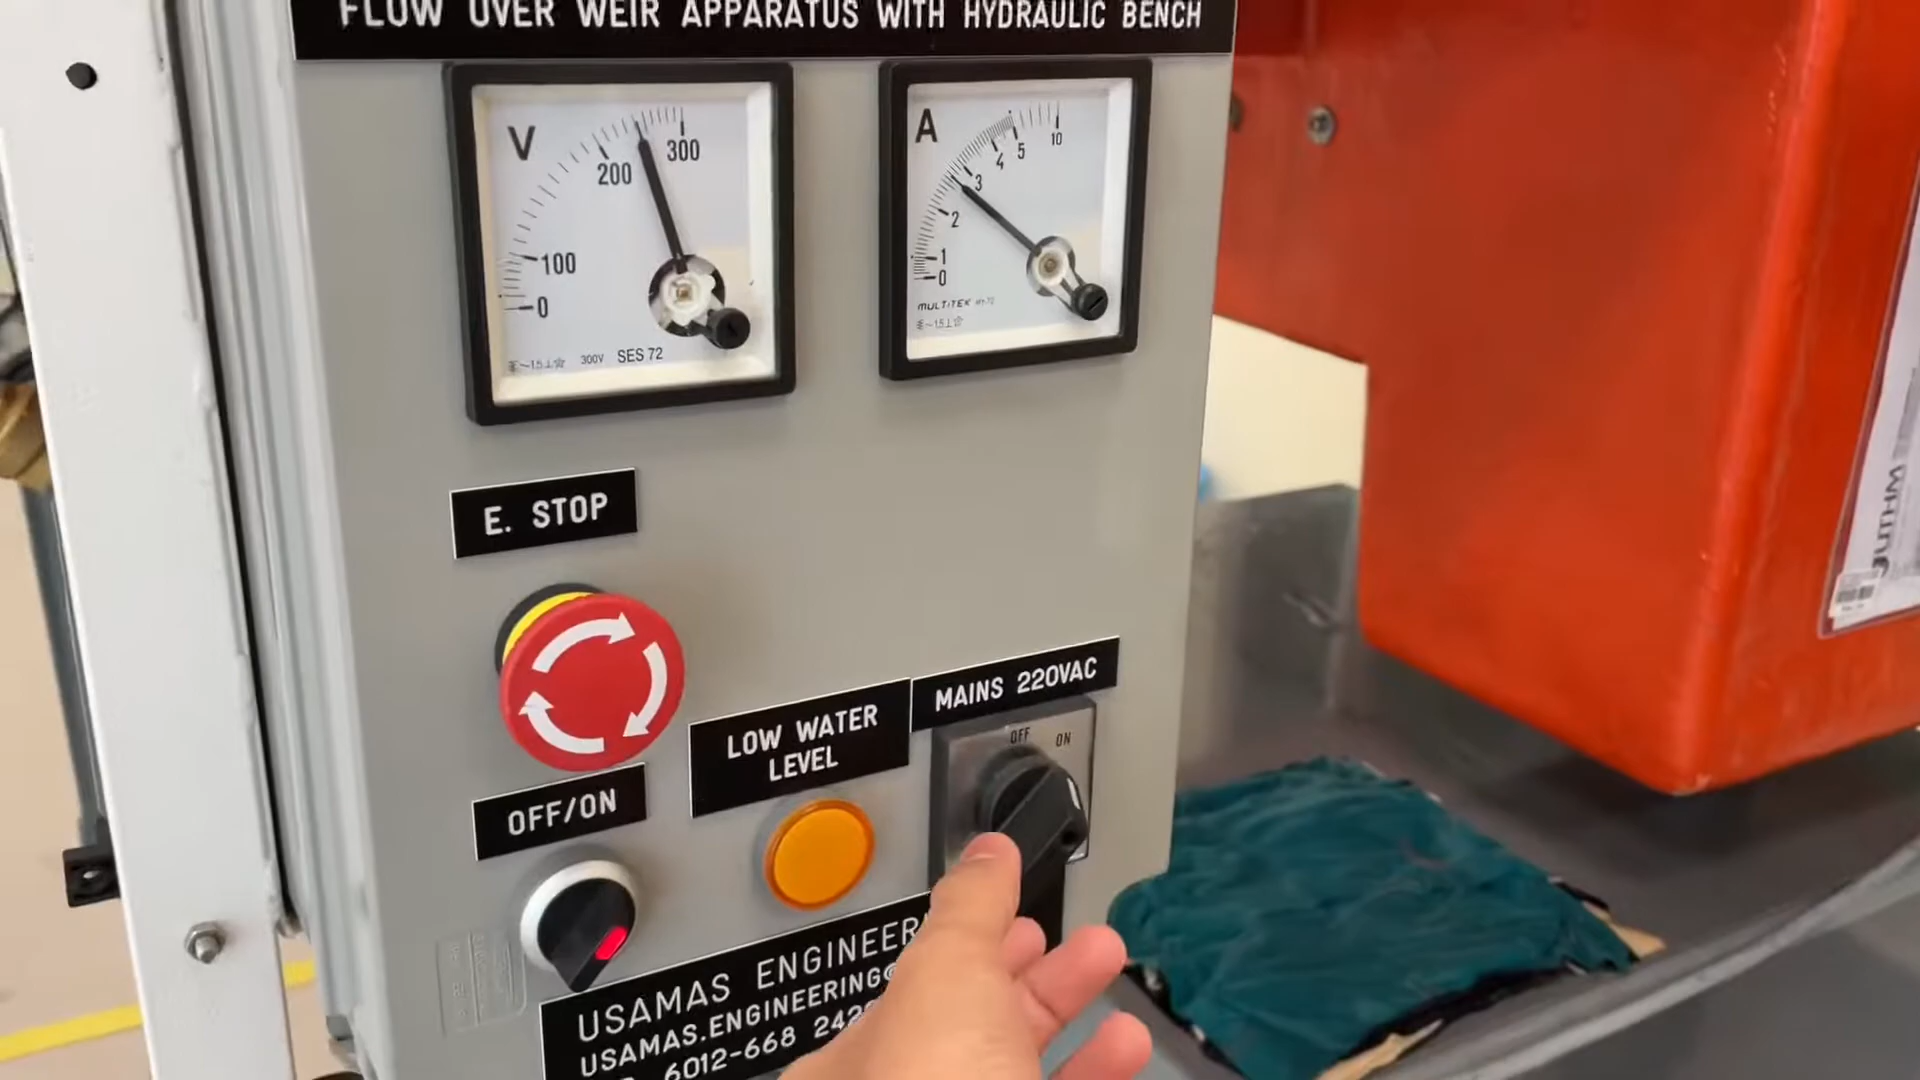 FLOW OVER WEIR APPARATUS WITH HYDRAULIC BENCH
V
0
100
200
300
300V SES 72
A
0
1
2
3
4
5
10
MULTITEK
E. STOP
OFF/ON
LOW WATER
LEVEL
MAINS 220VAC
OFF ON
USAMAS ENGINEER
USAMAS.ENGINEERING@
6012-668 242
UTHM